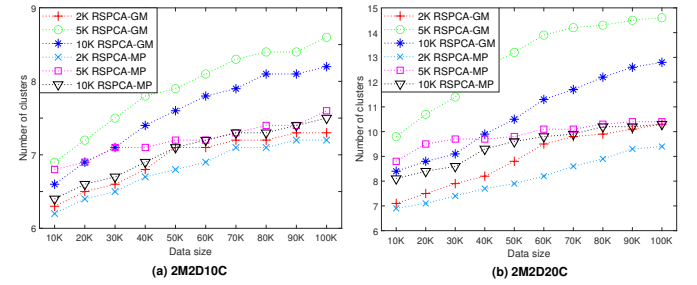 2K RSPCA-GM
5K RSPCA-GM
10K RSPCA-GM
2K RSPCA-MP
5K RSPCA-MP
10K RSPCA-MP
Number of clusters
9
8
7
6
10K 20K 30K 40K 50K 60K 70K 80K 90K 100K
Data size
(a) 2M2D10C
2K RSPCA-GM
5K RSPCA-GM
10K RSPCA-GM
2K RSPCA-MP
5K RSPCA-MP
10K RSPCA-MP
Number of clusters
15
14
13
12
11
10
9
8
7
6
10K 20K 30K 40K 50K 60K 70K 80K 90K 100K
Data size
(b) 2M2D20C